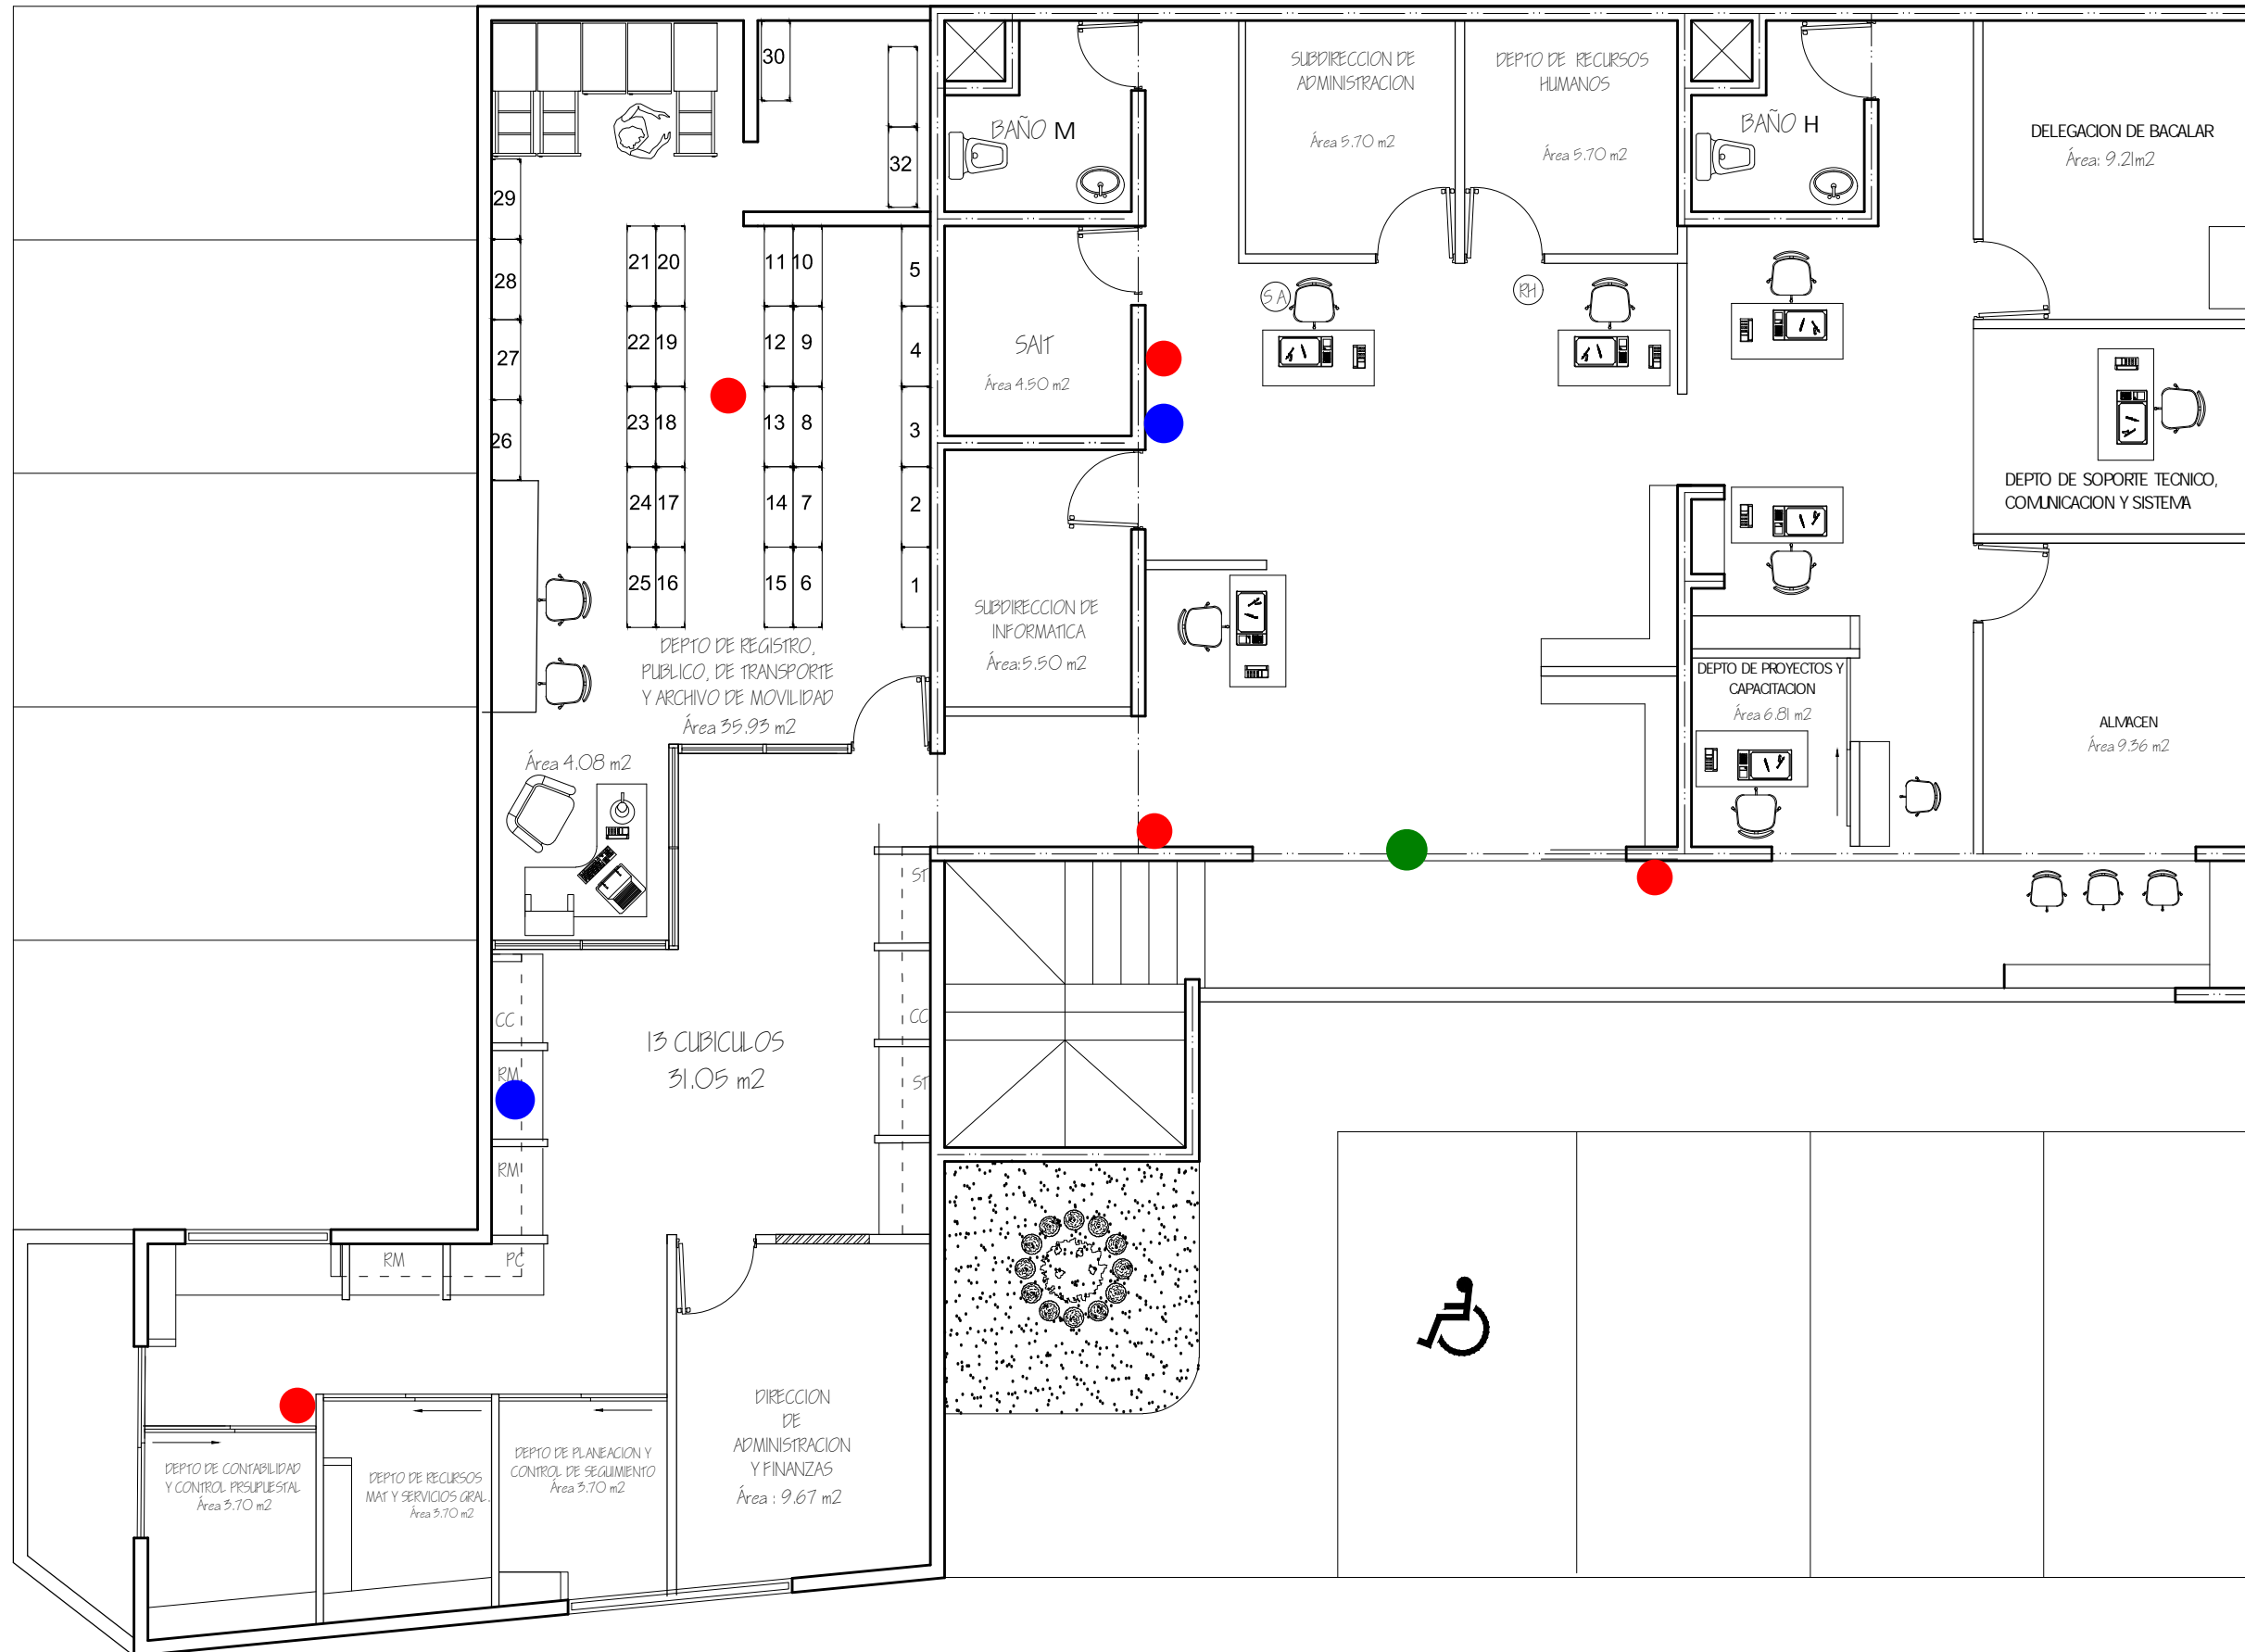 30
SUBDIRECCION DE
ADMINISTRACION
Área 5.70 m2
DEPTO DE RECURSOS
HUMANOS
Área 5.70 m2
BAÑO M
BAÑO H
DELEGACION DE BACALAR
Área: 9.21m2
32
29
28
27
26
21 20
22 19
23 18
24 17
25 16
11 10
12 9
13 8
14 7
15 6
5
4
3
2
1
SAIT
Área 4.50 m2
S A
RH
DEPTO DE SOPORTE TECNICO,
COMUNICACION Y SISTEMA
SUBDIRECCION DE
INFORMATICA
Área:5.50 m2
DEPTO DE REGISTRO,
PUBLICO, DE TRANSPORTE
Y ARCHIVO DE MOVILIDAD
Área 35.93 m2
DEPTO DE PROYECTOS Y
CAPACITACION
Área 6.81 m2
ALMACEN
Área 9.36 m2
Área 4.08 m2
ST
CC
ST
CC
RM
RM
13 CUBICULOS
31.05 m2
RM
PC
DIRECCION
DE
ADMINISTRACION
Y FINANZAS
Área : 9.67 m2
DEPTO DE CONTABILIDAD
Y CONTROL PRSUPUESTAL
Área 3.70 m2
DEPTO DE RECURSOS
MAT Y SERVICIOS GRAL.
Área 3.70 m2
DEPTO DE PLANEACION Y
CONTROL DE SEGUIMIENTO
Área 3.70 m2